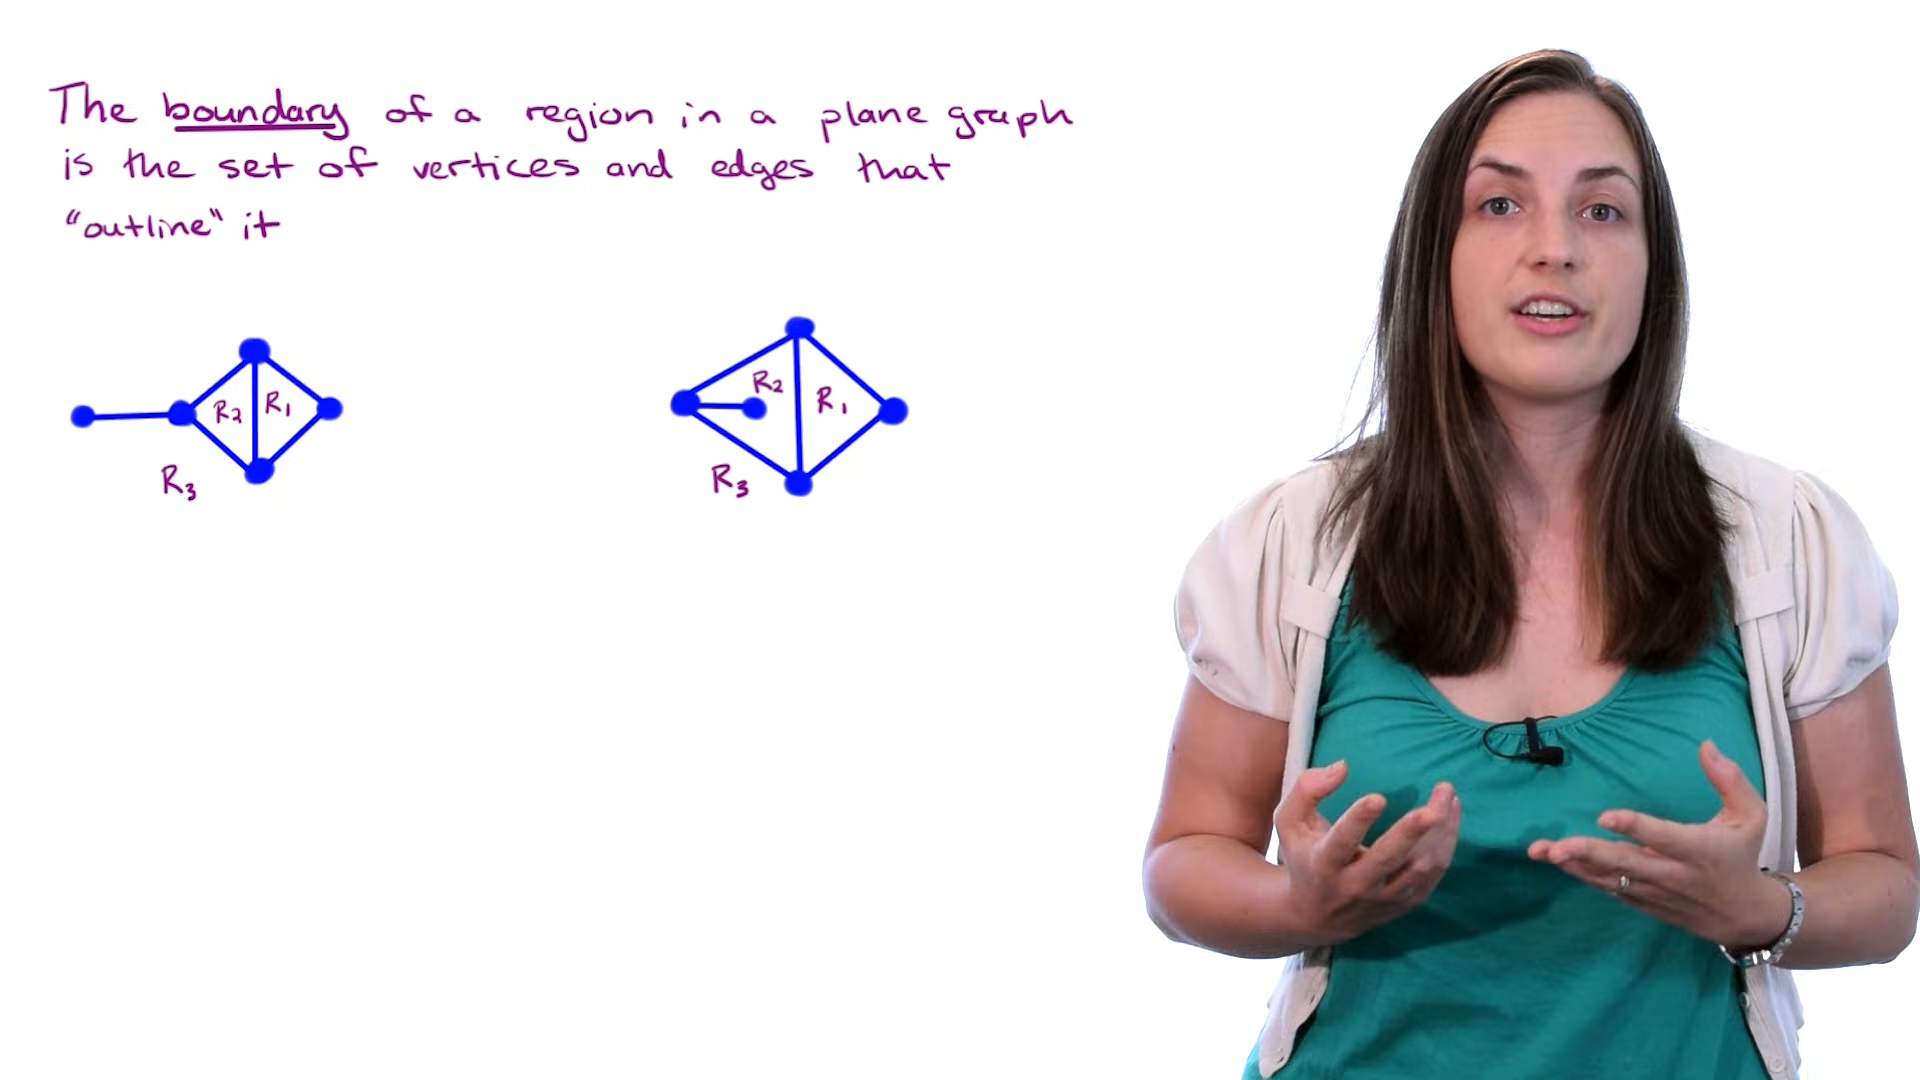 The boundary of a region in a plane graph
is the set of vertices and edges that
"outline" it
R2 R1
R3
R2 R1
R3